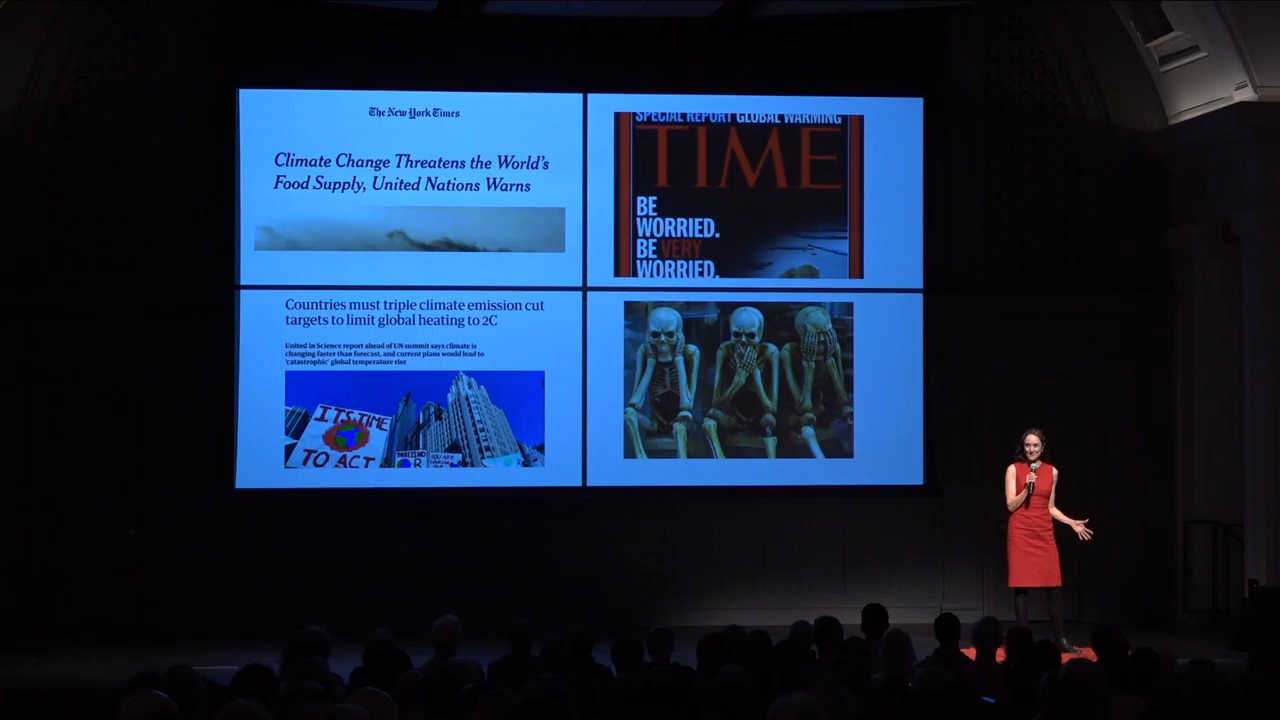 The New York Times
Climate Change Threatens the World's
Food Supply, United Nations Warns
SPECIAL REPORT GLOBAL WARMING
TIME
BE
WORRIED.
BE VERY
WORRIED.
Countries must triple climate emission cut
targets to limit global heating to 2C
United in Science report ahead of UN summit says climate is
changing faster than forecast, and current plans would lead to
'catastrophic' global temperature rise
IT'S TIME
TO ACT
THERE IS NO